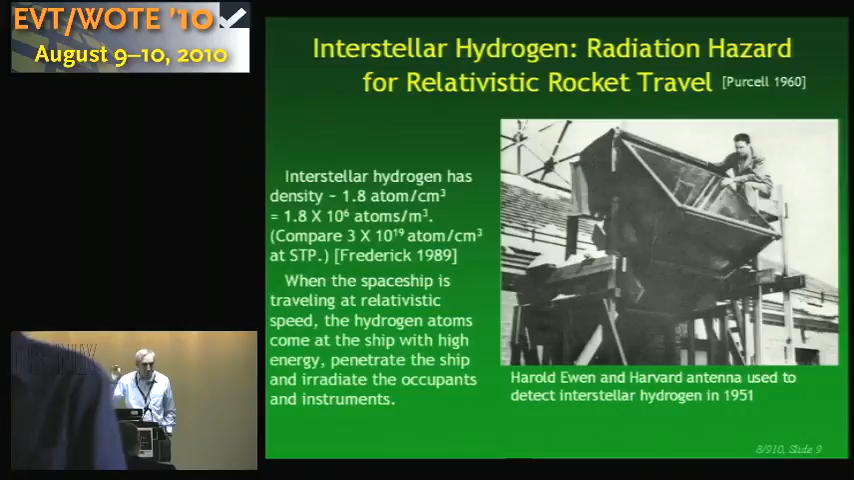 EVT/WOTE '10
August 9–10, 2010
Interstellar Hydrogen: Radiation Hazard
for Relativistic Rocket Travel [Purcell 1960]
Interstellar hydrogen has
density ~ 1.8 atom/cm³
= 1.8 X 10⁶ atoms/m³.
(Compare 3 X 10¹⁹ atom/cm³
at STP.) [Frederick 1989]
When the spaceship is
traveling at relativistic
speed, the hydrogen atoms
come at the ship with high
energy, penetrate the ship
and irradiate the occupants
and instruments.
Harold Ewen and Harvard antenna used to
detect interstellar hydrogen in 1951
8/910, Slide 9